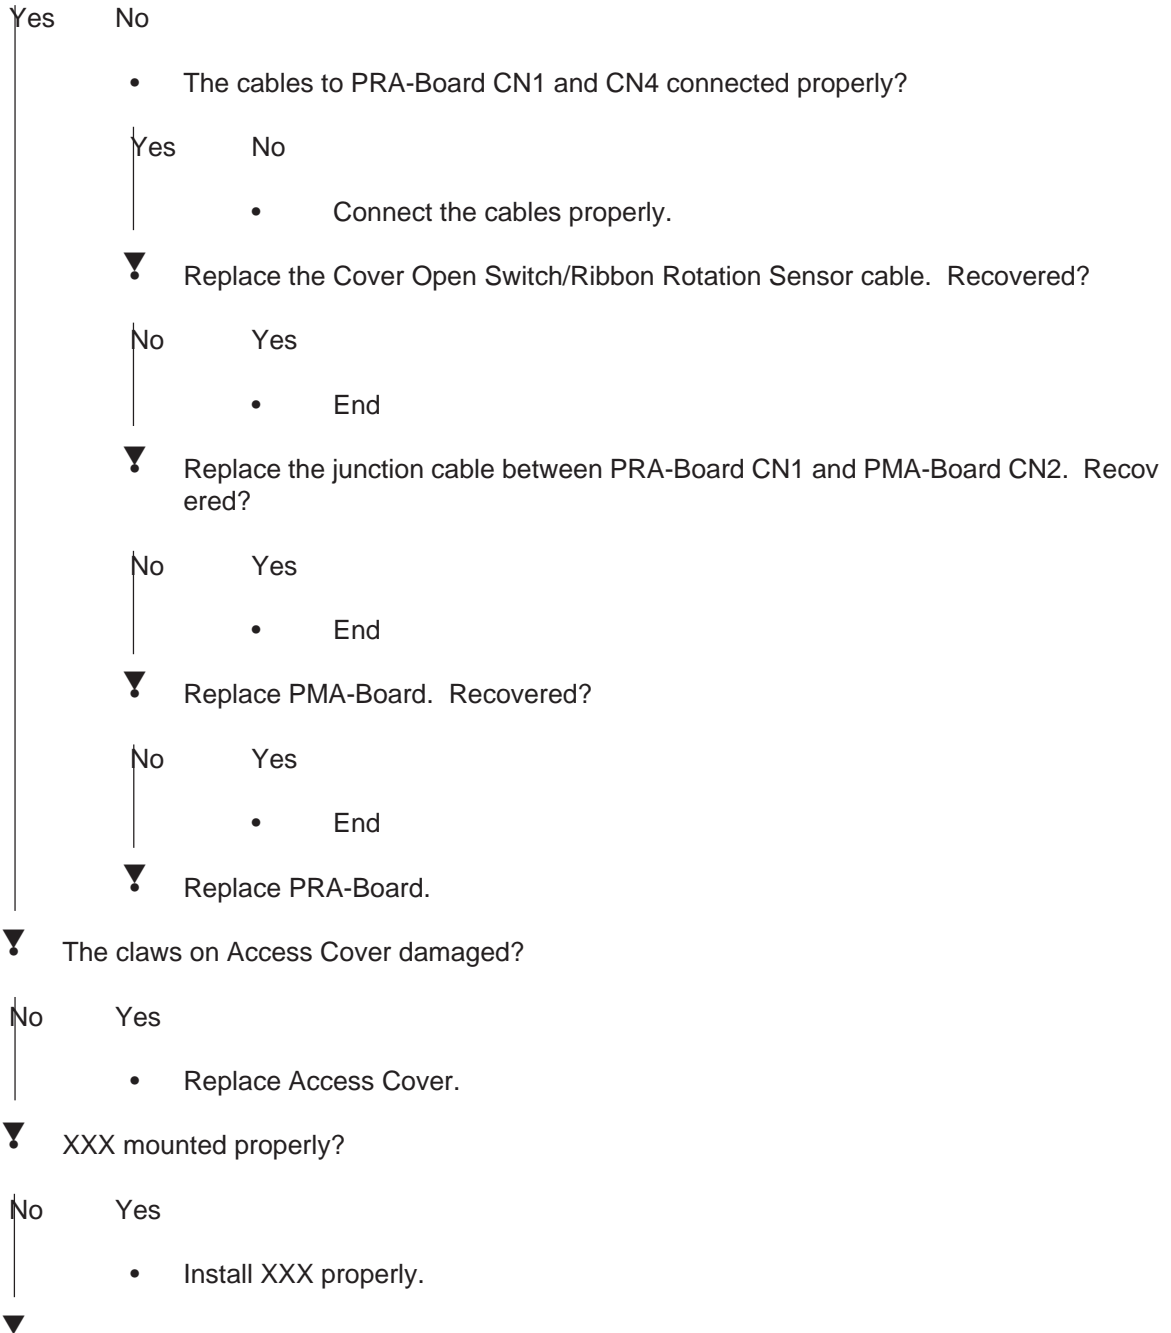 Yes No
• The cables to PRA-Board CN1 and CN4 connected properly?
Yes No
• Connect the cables properly.
• Replace the Cover Open Switch/Ribbon Rotation Sensor cable. Recovered?
No Yes
• End
• Replace the junction cable between PRA-Board CN1 and PMA-Board CN2. Recov
ered?
No Yes
• End
• Replace PMA-Board. Recovered?
No Yes
• End
• Replace PRA-Board.
• The claws on Access Cover damaged?
No Yes
• Replace Access Cover.
• XXX mounted properly?
No Yes
• Install XXX properly.